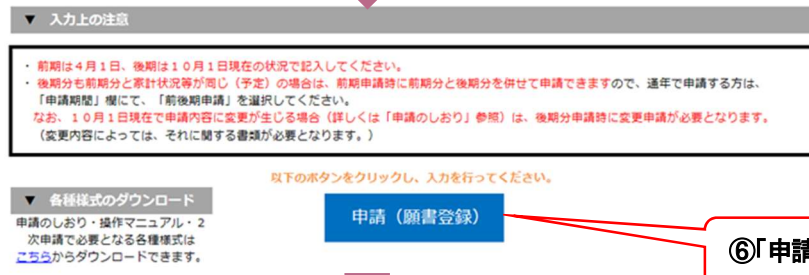 ▼ 入力上の注意
・ 前期は４月１日、後期は１０月１日現在の状況で記入してください。
・ 後期分も前期分と家計状況等が同じ（予定）の場合は、前期申請時に前期分と後期分を併せて申請できますので、通年で申請する方は、
「申請期間」欄にて、「前後期申請」を選択してください。
なお、１０月１日現在で申請内容に変更が生じる場合（詳しくは「申請のしおり」参照）は、後期分申請時に変更申請が必要となります。
（変更内容によっては、それに関する書類が必要となります。）
以下のボタンをクリックし、入力を行ってください。
▼ 各種様式のダウンロード
申請のしおり・操作マニュアル・２
次申請で必要となる各種様式は
こちらからダウンロードできます。
申請（願書登録）
⑥「申請